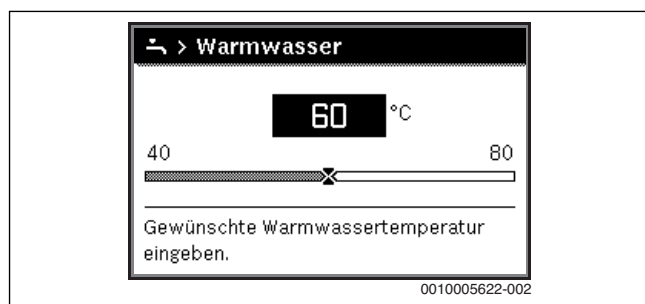 > Warmwasser
60 °C
40 80
Gewünschte Warmwassertemperatur
eingeben.
0010005622-002